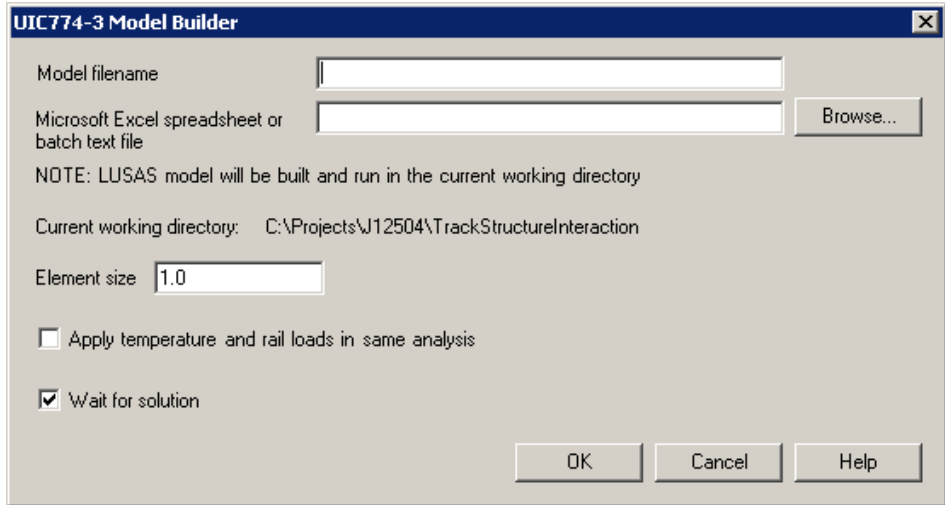 UIC774-3 Model Builder
Model filename
Microsoft Excel spreadsheet or
batch text file
Browse...
NOTE: LUSAS model will be built and run in the current working directory
Current working directory: C:\Projects\J12504\TrackStructureInteraction
Element size 1.0
Apply temperature and rail loads in same analysis
Wait for solution
OK Cancel Help